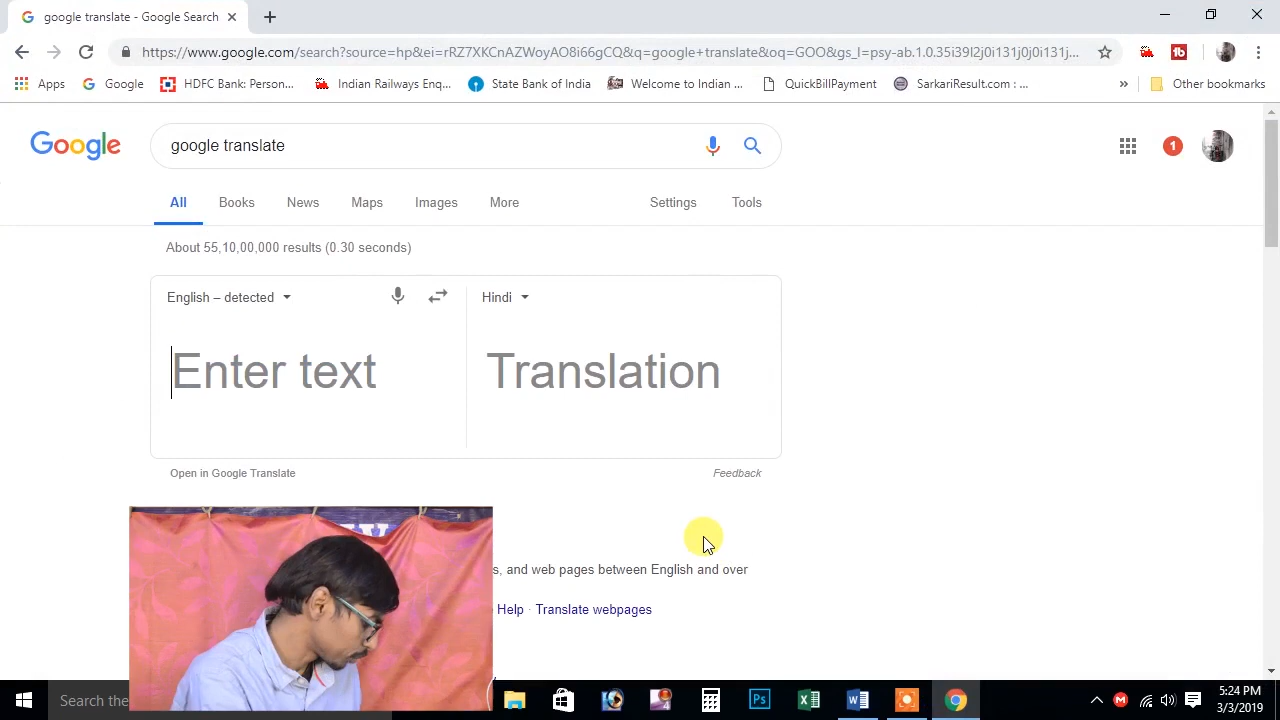 google translate - Google Search
https://www.google.com/search?source=hp&ei=rRZ7XKCnAZWoyAO8i66gCQ&q=google+translate&oq=GOO&gs_l=psy-ab.1.0.35i39l2j0i131j0j0i131j...
Apps Google HDFC Bank: Person... Indian Railways Enq... State Bank of India Welcome to Indian ... QuickBillPayment SarkariResult.com : ... » Other bookmarks
Google google translate 1
All Books News Maps Images More Settings Tools
About 55,10,00,000 results (0.30 seconds)
English – detected Hindi
Enter text Translation
Open in Google Translate Feedback
s, and web pages between English and over
Help · Translate webpages
Search the
Ps
5:24 PM
3/3/2019